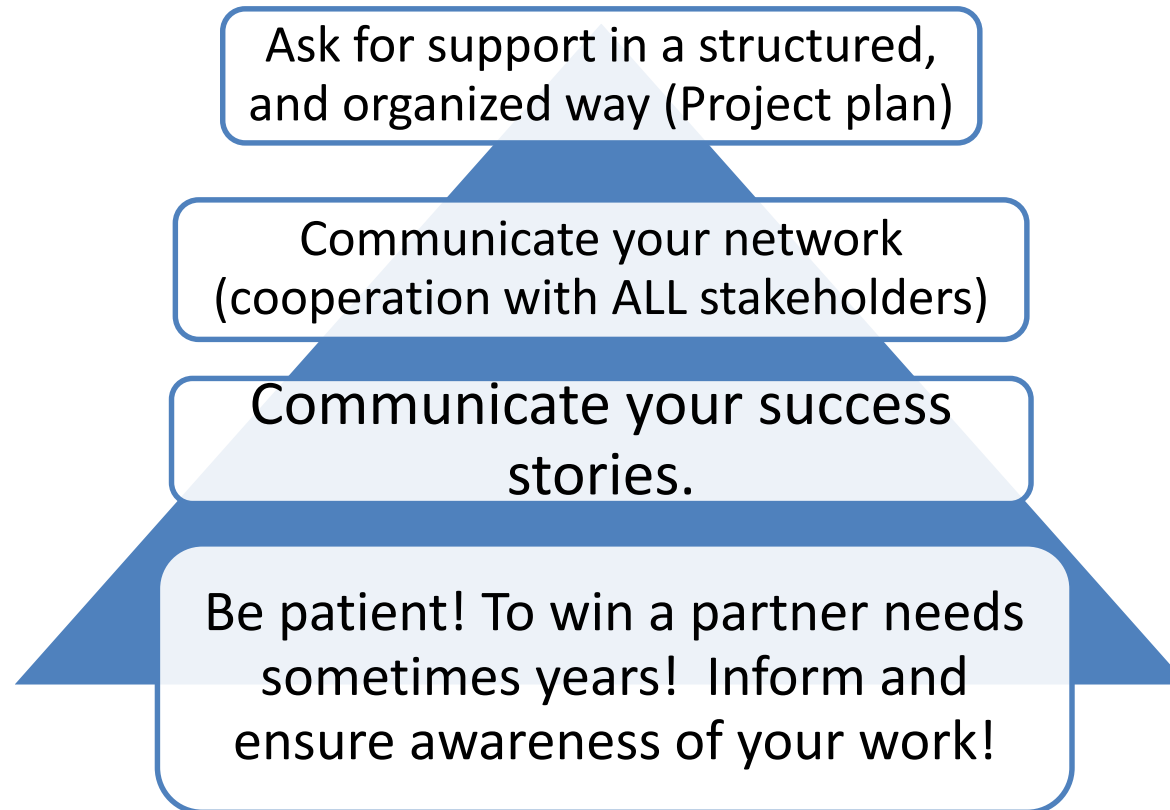 Ask for support in a structured,
and organized way (Project plan)
Communicate your network
(cooperation with ALL stakeholders)
Communicate your success
stories.
Be patient! To win a partner needs
sometimes years!  Inform and
ensure awareness of your work!